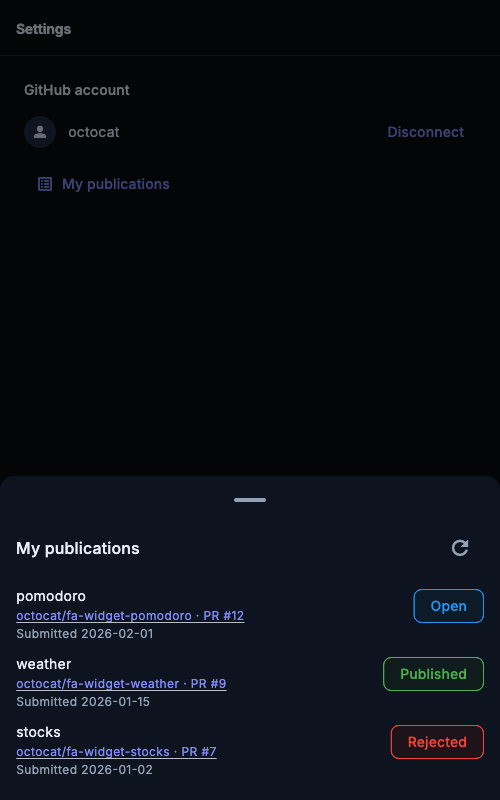 Settings
GitHub account
octocat
Disconnect
My publications
My publications
pomodoro
octocat/fa-widget-pomodoro · PR #12
Submitted 2026-02-01
Open
weather
octocat/fa-widget-weather · PR #9
Submitted 2026-01-15
Published
stocks
octocat/fa-widget-stocks · PR #7
Submitted 2026-01-02
Rejected